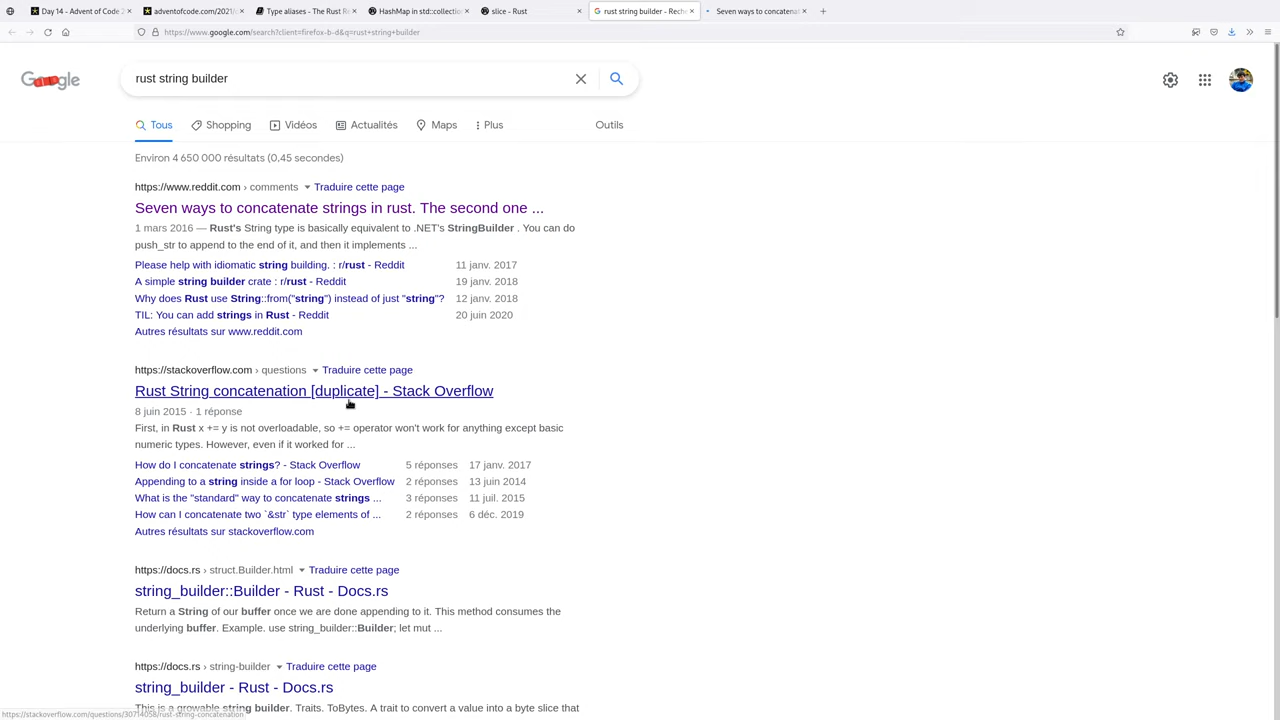 Day 14 - Advent of Code 2
adventofcode.com/2021/
Type aliases - The Rust R
HashMap in std::collectio
slice - Rust
rust string builder - Rech
Seven ways to concatenat
https://www.google.com/search?client=firefox-b-d&q=rust+string+builder
Google
rust string builder
Tous
Shopping
Vidéos
Actualités
Maps
Plus
Outils
Environ 4 650 000 résultats (0,45 secondes)
https://www.reddit.com › comments Traduire cette page
Seven ways to concatenate strings in rust. The second one ...
1 mars 2016 — Rust's String type is basically equivalent to .NET's StringBuilder . You can do
push_str to append to the end of it, and then it implements ...
Please help with idiomatic string building. : r/rust - Reddit 11 janv. 2017
A simple string builder crate : r/rust - Reddit 19 janv. 2018
Why does Rust use String::from("string") instead of just "string"? 12 janv. 2018
TIL: You can add strings in Rust - Reddit 20 juin 2020
Autres résultats sur www.reddit.com
https://stackoverflow.com › questions Traduire cette page
Rust String concatenation [duplicate] - Stack Overflow
8 juin 2015 · 1 réponse
First, in Rust x += y is not overloadable, so += operator won't work for anything except basic
numeric types. However, even if it worked for ...
How do I concatenate strings? - Stack Overflow 5 réponses 17 janv. 2017
Appending to a string inside a for loop - Stack Overflow 2 réponses 13 juin 2014
What is the "standard" way to concatenate strings ... 3 réponses 11 juil. 2015
How can I concatenate two `&str` type elements of ... 2 réponses 6 déc. 2019
Autres résultats sur stackoverflow.com
https://docs.rs › struct.Builder.html Traduire cette page
string_builder::Builder - Rust - Docs.rs
Return a String of our buffer once we are done appending to it. This method consumes the
underlying buffer. Example. use string_builder::Builder; let mut ...
https://docs.rs › string-builder Traduire cette page
string_builder - Rust - Docs.rs
This is a growable string builder. Traits. ToBytes. A trait to convert a value into a byte slice that
https://stackoverflow.com/questions/30714058/rust-string-concatenation